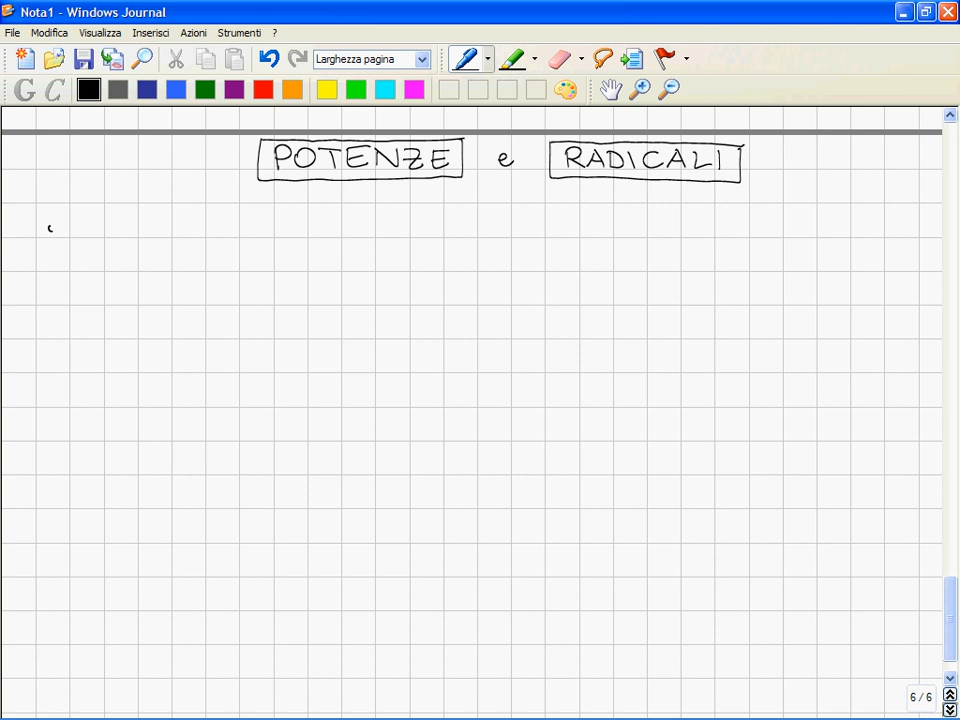 Nota1 - Windows Journal
File Modifica Visualizza Inserisci Azioni Strumenti ?
Larghezza pagina
G C
POTENZE e RADICALI
6 / 6